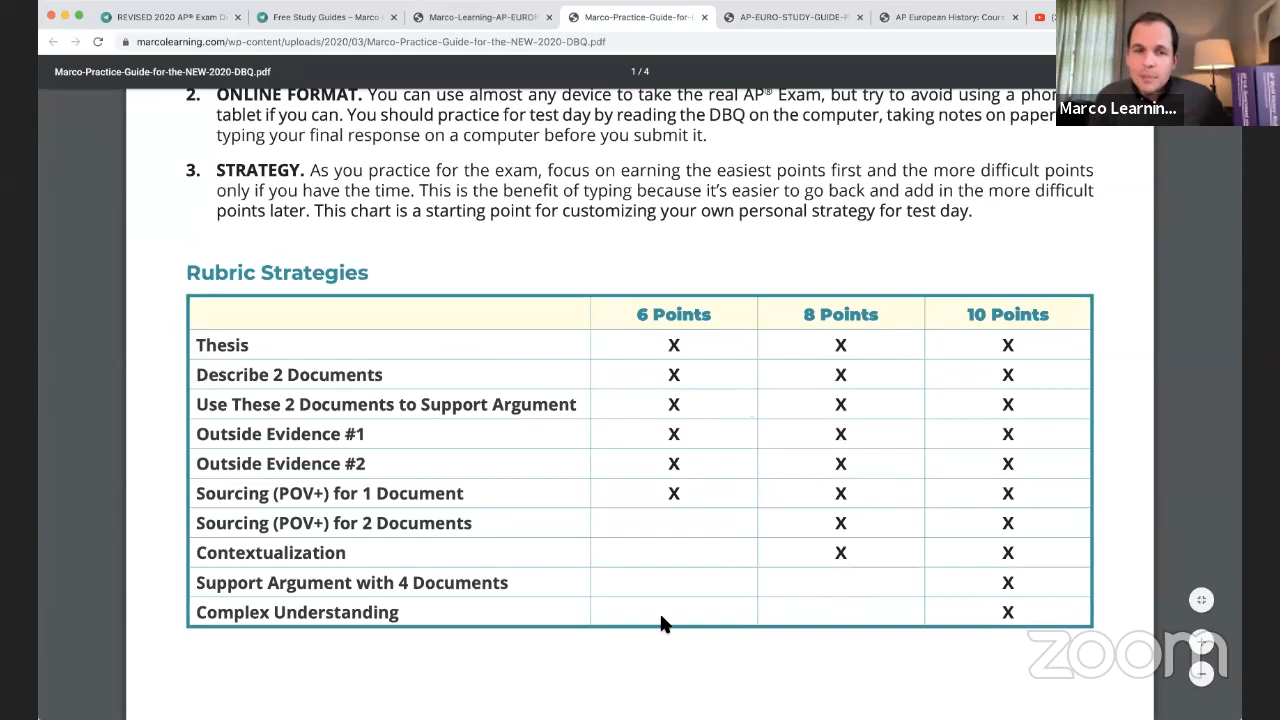 REVISED 2020 AP® Exam D
Free Study Guides – Marco
Marco-Learning-AP-EUROP
Marco-Practice-Guide-for-
AP-EURO-STUDY-GUIDE-P
AP European History: Cours
marcolearning.com/wp-content/uploads/2020/03/Marco-Practice-Guide-for-the-NEW-2020-DBQ.pdf
Marco-Practice-Guide-for-the-NEW-2020-DBQ.pdf
1 / 4
Marco Learnin...
2. ONLINE FORMAT. You can use almost any device to take the real AP® Exam, but try to avoid using a
tablet if you can. You should practice for test day by reading the DBQ on the computer, taking notes on paper
typing your final response on a computer before you submit it.
3. STRATEGY. As you practice for the exam, focus on earning the easiest points first and the more difficult points
only if you have the time. This is the benefit of typing because it's easier to go back and add in the more difficult
points later. This chart is a starting point for customizing your own personal strategy for test day.
Rubric Strategies
6 Points 8 Points 10 Points
Thesis X X X
Describe 2 Documents X X X
Use These 2 Documents to Support Argument X X X
Outside Evidence #1 X X X
Outside Evidence #2 X X X
Sourcing (POV+) for 1 Document X X X
Sourcing (POV+) for 2 Documents X X
Contextualization X X
Support Argument with 4 Documents X
Complex Understanding X
zoom